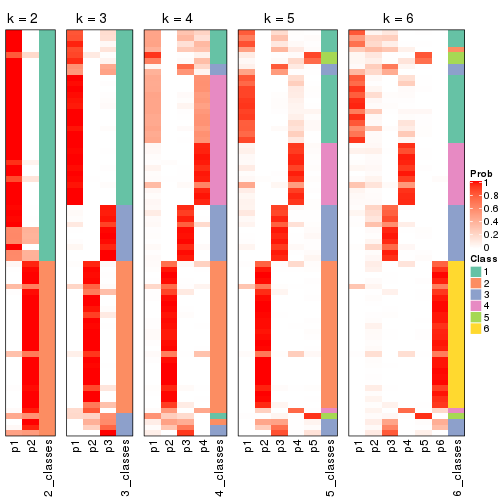 k = 2
k = 3
k = 4
k = 5
k = 6
p1
p2
2_classes
p1
p2
p3
3_classes
p1
p2
p3
p4
4_classes
p1
p2
p3
p4
p5
5_classes
p1
p2
p3
p4
p5
p6
6_classes
Prob
1
0.8
0.6
0.4
0.2
0
Class
1
2
3
4
5
6